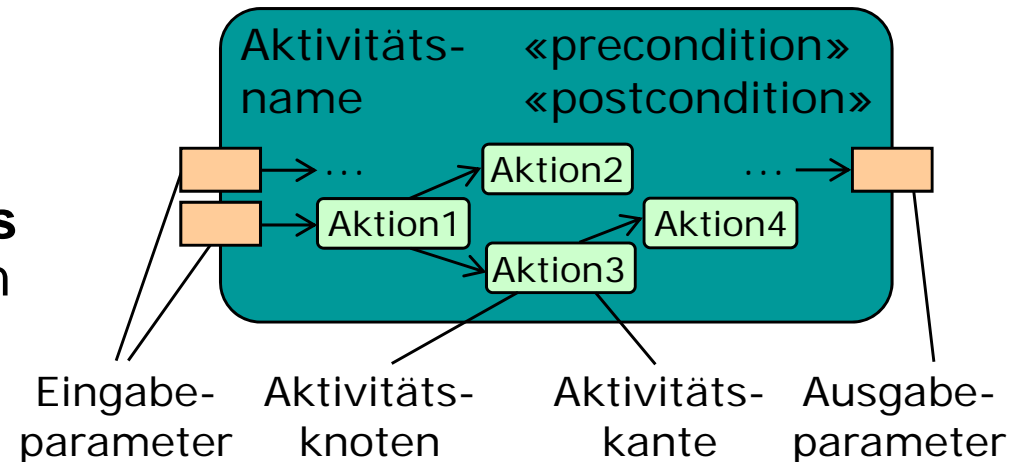 Aktivitäts- «precondition»
name «postcondition»
... Aktion2 ...
s
Aktion1 Aktion4
n
Aktion3
Eingabe- Aktivitäts- Aktivitäts- Ausgabe-
parameter knoten kante parameter